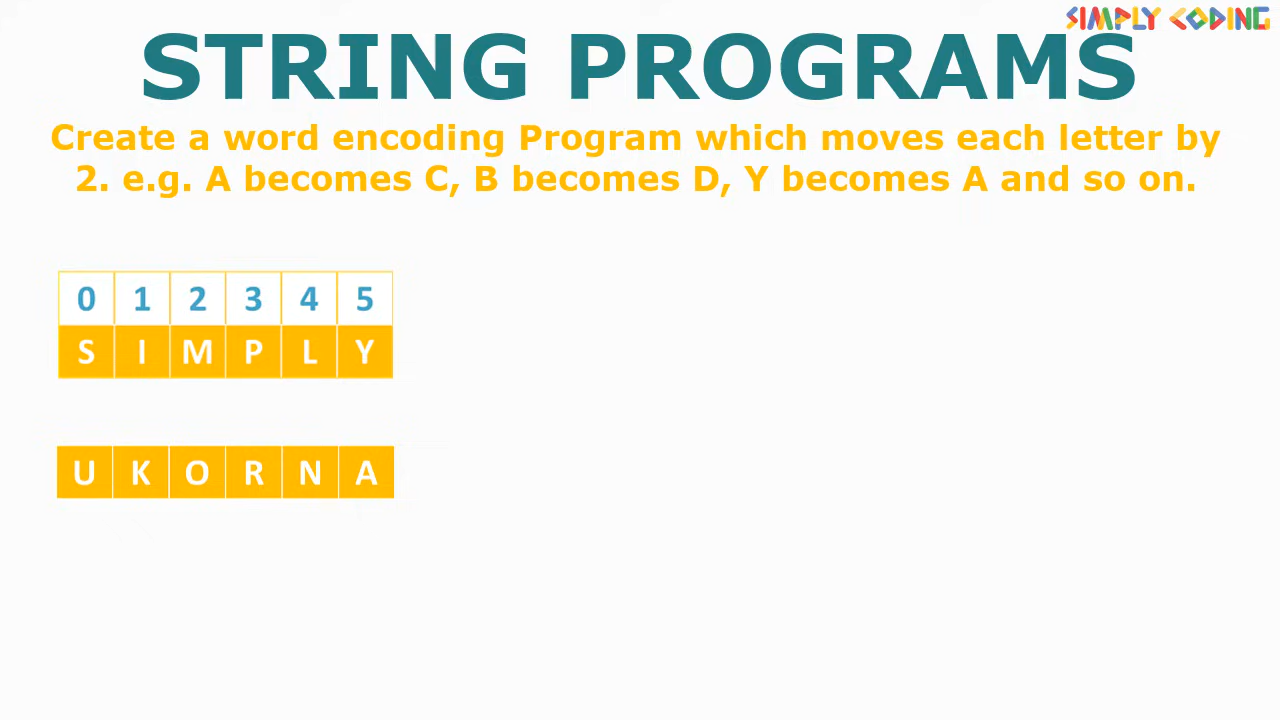 SIMPLY CODING
STRING PROGRAMS
Create a word encoding Program which moves each letter by
2. e.g. A becomes C, B becomes D, Y becomes A and so on.
0 1 2 3 4 5
S I M P L Y
U K O R N A